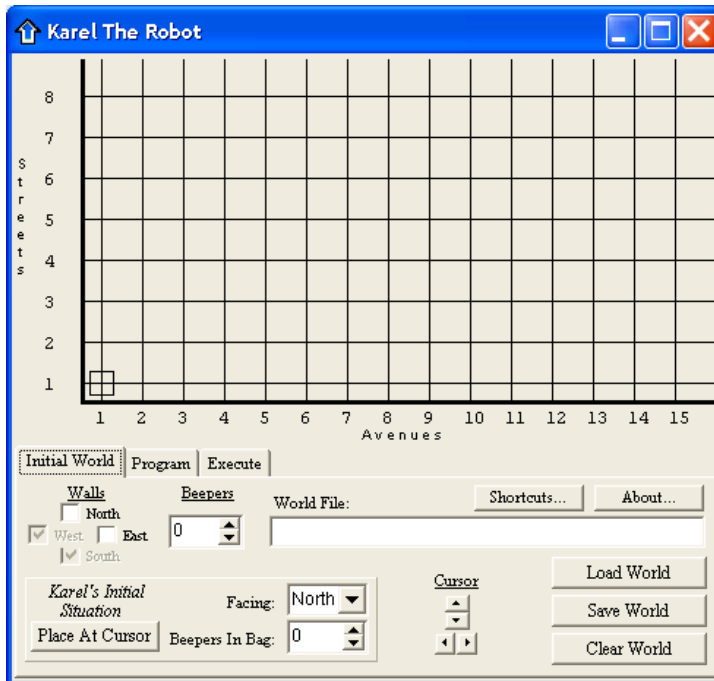 Karel The Robot
8
7
6
5
4
3
2
1
Streets
1 2 3 4 5 6 7 8 9 10 11 12 13 14 15
Avenues
Initial World Program Execute
Walls
North
West East
South
Beepers
0
World File:
Shortcuts... About...
Karel's Initial
Situation
Place At Cursor
Facing: North
Beepers In Bag: 0
Cursor
Load World
Save World
Clear World